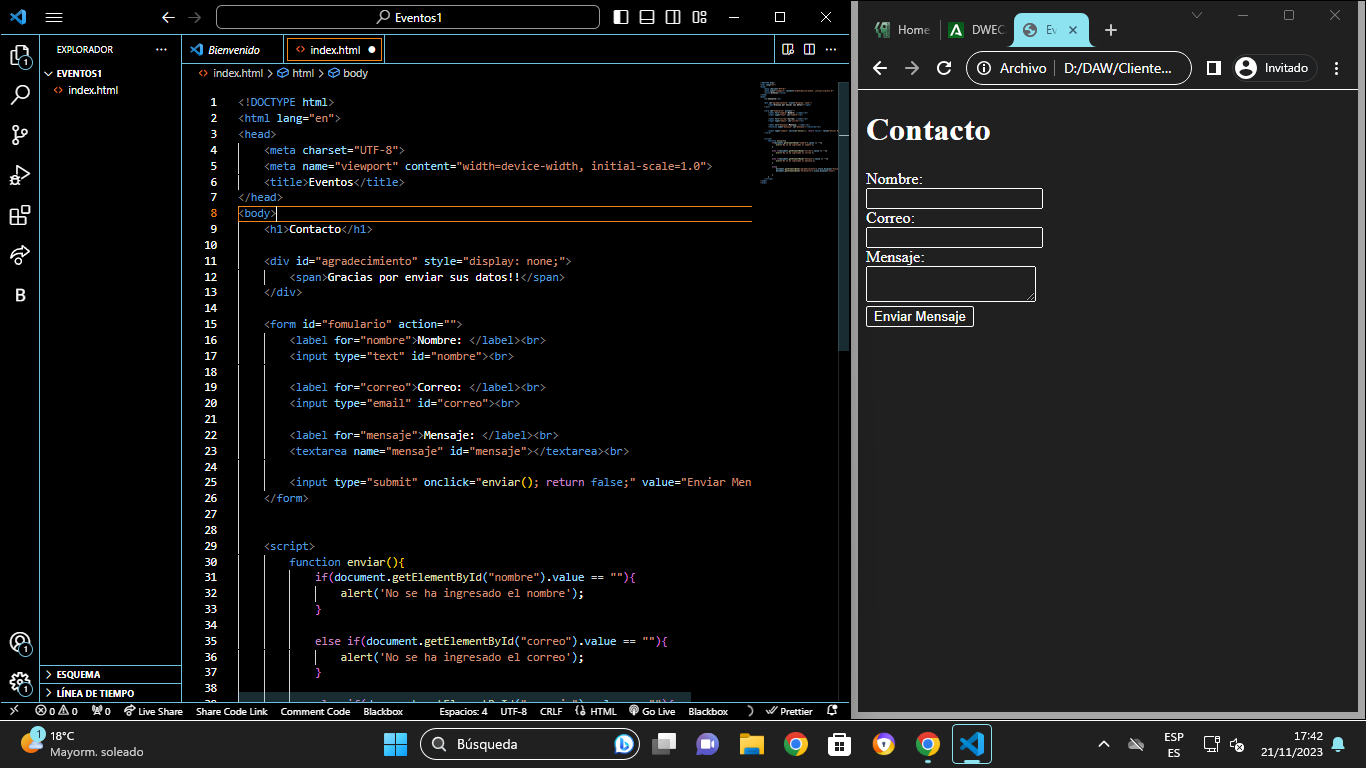 Eventos1
Home
DWEC
Ev
EXPLORADOR
Bienvenido
index.html
Archivo
D:/DAW/Cliente...
Invitado
EVENTOS1
index.html
index.html > html > body
1 <!DOCTYPE html>
2 <html lang="en">
3 <head>
4 <meta charset="UTF-8">
5 <meta name="viewport" content="width=device-width, initial-scale=1.0">
6 <title>Eventos</title>
7 </head>
8 <body>
9 <h1>Contacto</h1>
10
11 <div id="agradecimiento" style="display: none;">
12 <span>Gracias por enviar sus datos!!</span>
13 </div>
14
15 <form id="fomulario" action="">
16 <label for="nombre">Nombre: </label><br>
17 <input type="text" id="nombre"><br>
18
19 <label for="correo">Correo: </label><br>
20 <input type="email" id="correo"><br>
21
22 <label for="mensaje">Mensaje: </label><br>
23 <textarea name="mensaje" id="mensaje"></textarea><br>
24
25 <input type="submit" onclick="enviar(); return false;" value="Enviar Men
26 </form>
27
28
29 <script>
30 function enviar(){
31 if(document.getElementById("nombre").value == ""){
32 alert('No se ha ingresado el nombre');
33 }
34
35 else if(document.getElementById("correo").value == ""){
36 alert('No se ha ingresado el correo');
37 }
38
Contacto
Nombre:
Correo:
Mensaje:
Enviar Mensaje
B
1
1
1
ESQUEMA
LÍNEA DE TIEMPO
0 0 0 Live Share Share Code Link Comment Code Blackbox Espacios: 4 UTF-8 CRLF HTML Go Live Blackbox Prettier
1
18°C
Mayorm. soleado
Búsqueda
ESP
ES
17:42
21/11/2023